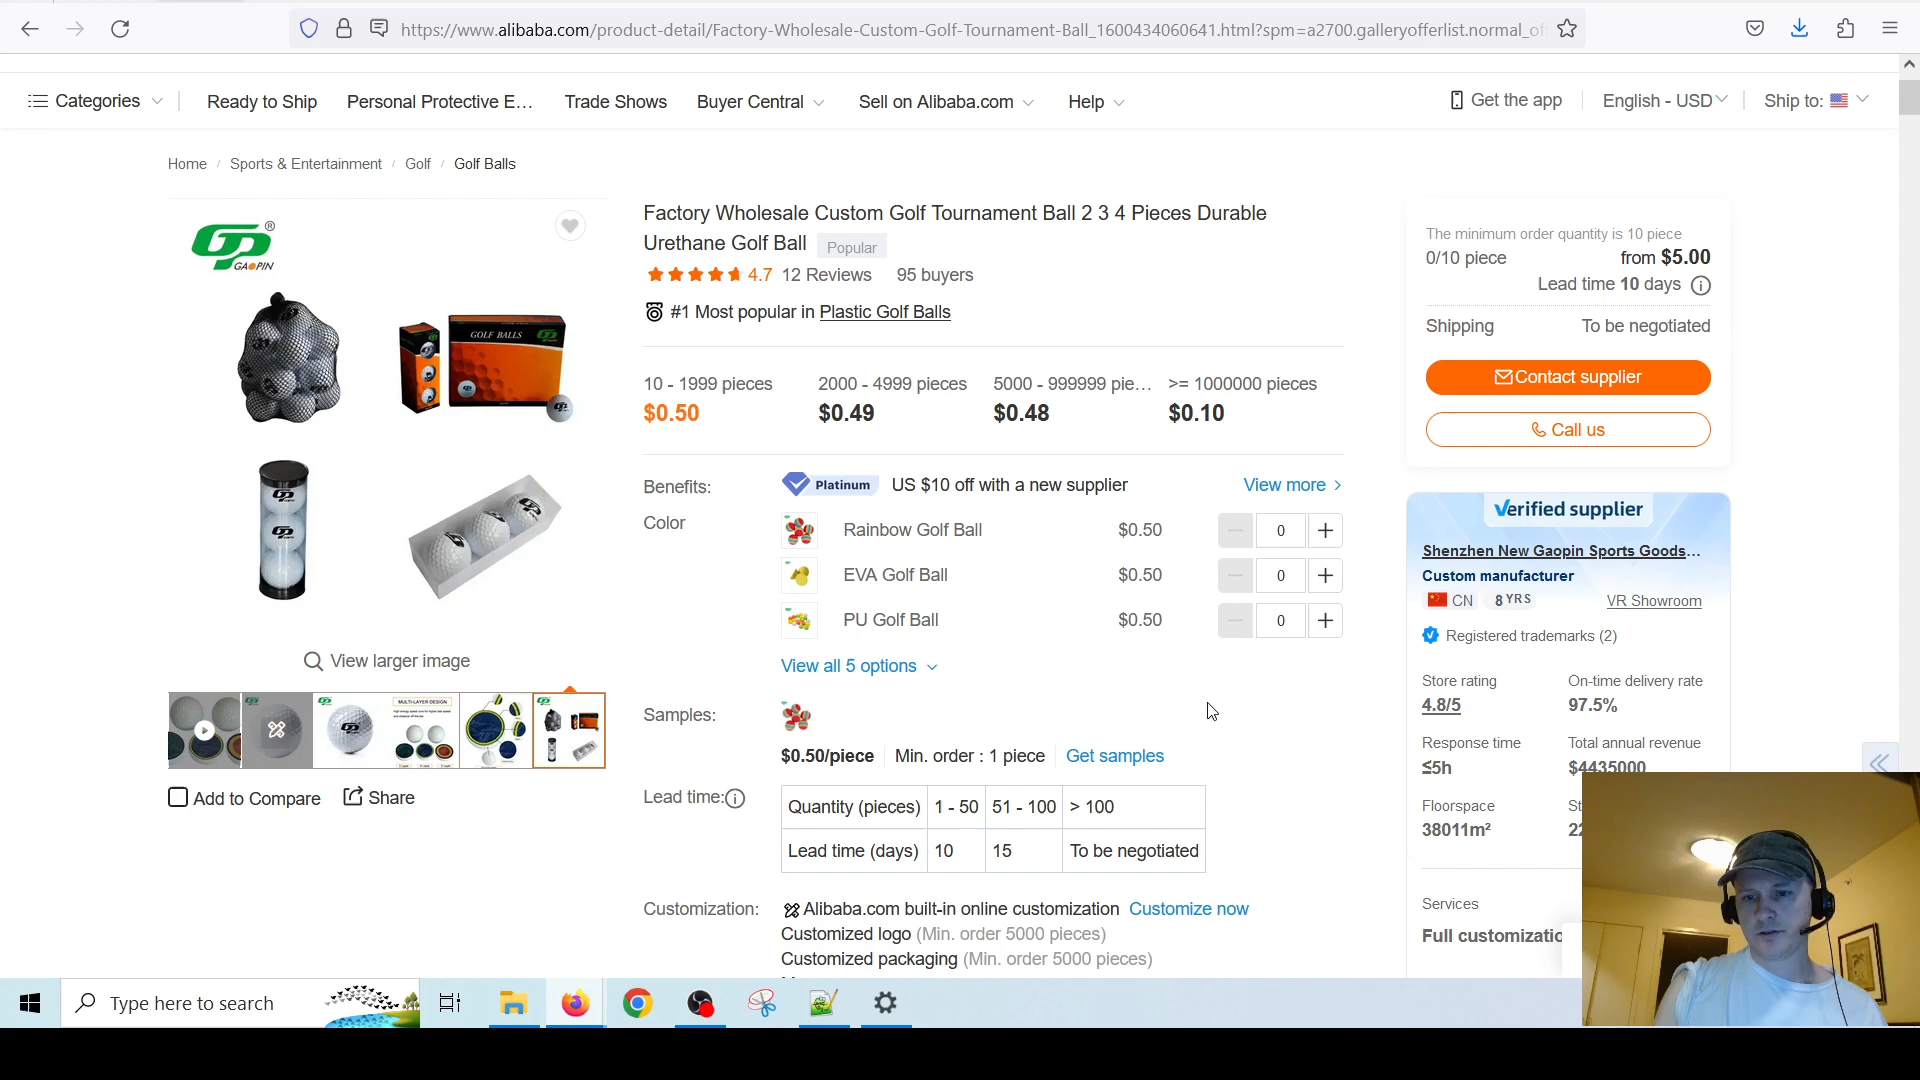 https://www.alibaba.com/product-detail/Factory-Wholesale-Custom-Golf-Tournament-Ball_1600434060641.html?spm=a2700.galleryofferlist.normal_of
Categories
Ready to Ship
Personal Protective E...
Trade Shows
Buyer Central
Sell on Alibaba.com
Help
Get the app
English - USD
Ship to:
Home / Sports & Entertainment / Golf / Golf Balls
GP®
GAOPIN
GOLF BALLS
View larger image
MULTI-LAYER DESIGN
Add to Compare
Share
Factory Wholesale Custom Golf Tournament Ball 2 3 4 Pieces Durable
Urethane Golf Ball Popular
4.7 12 Reviews 95 buyers
#1 Most popular in Plastic Golf Balls
10 - 1999 pieces 2000 - 4999 pieces 5000 - 999999 pie... >= 1000000 pieces
$0.50 $0.49 $0.48 $0.10
Benefits: Platinum US $10 off with a new supplier View more >
Color
Rainbow Golf Ball $0.50 0
EVA Golf Ball $0.50 0
PU Golf Ball $0.50 0
View all 5 options
Samples:
$0.50/piece Min. order : 1 piece Get samples
Lead time:
Quantity (pieces) 1 - 50 51 - 100 > 100
Lead time (days) 10 15 To be negotiated
Customization: Alibaba.com built-in online customization Customize now
Customized logo (Min. order 5000 pieces)
Customized packaging (Min. order 5000 pieces)
The minimum order quantity is 10 piece
0/10 piece from $5.00
Lead time 10 days
Shipping To be negotiated
Contact supplier
Call us
Verified supplier
Shenzhen New Gaopin Sports Goods...
Custom manufacturer
CN 8 YRS VR Showroom
Registered trademarks (2)
Store rating On-time delivery rate
4.8/5 97.5%
Response time Total annual revenue
≤5h $4435000
Floorspace St
38011m² 22
Services
Full customizatio
Type here to search